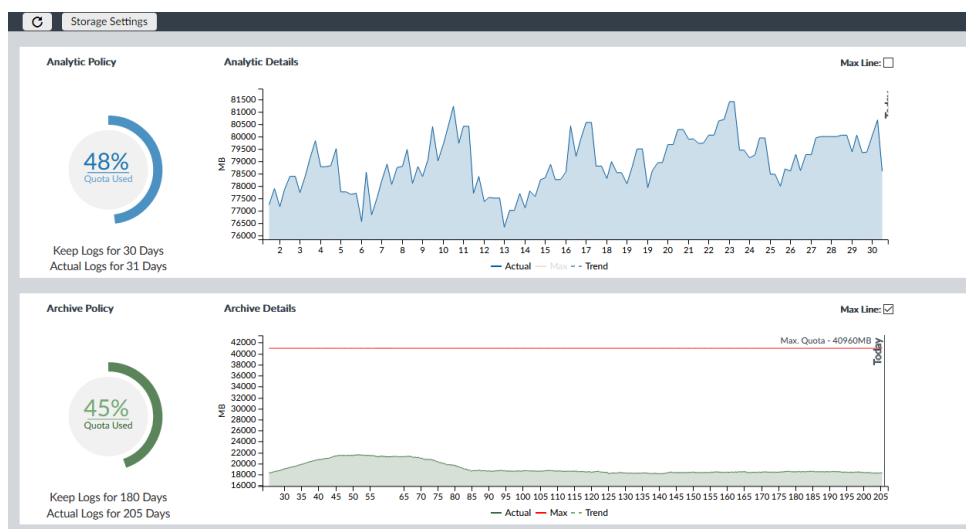 Storage Settings
Analytic Policy
Analytic Details
Max Line:
48%
Quota Used
Keep Logs for 30 Days
Actual Logs for 31 Days
MB
81500
81000
80500
80000
79500
79000
78500
78000
77500
77000
76500
76000
2 3 4 5 6 7 8 9 10 11 12 13 14 15 16 17 18 19 20 21 22 23 24 25 26 27 28 29 30
Actual Max Trend
Archive Policy
Archive Details
Max Line:
45%
Quota Used
Keep Logs for 180 Days
Actual Logs for 205 Days
MB
Max. Quota - 40960MB
Today
42000
40000
38000
36000
34000
32000
30000
28000
26000
24000
22000
20000
18000
16000
30 35 40 45 50 55 65 70 75 80 85 90 95 100 105 110 115 120 125 130 135 140 145 150 155 160 165 170 175 180 185 190 195 200 205
Actual Max Trend